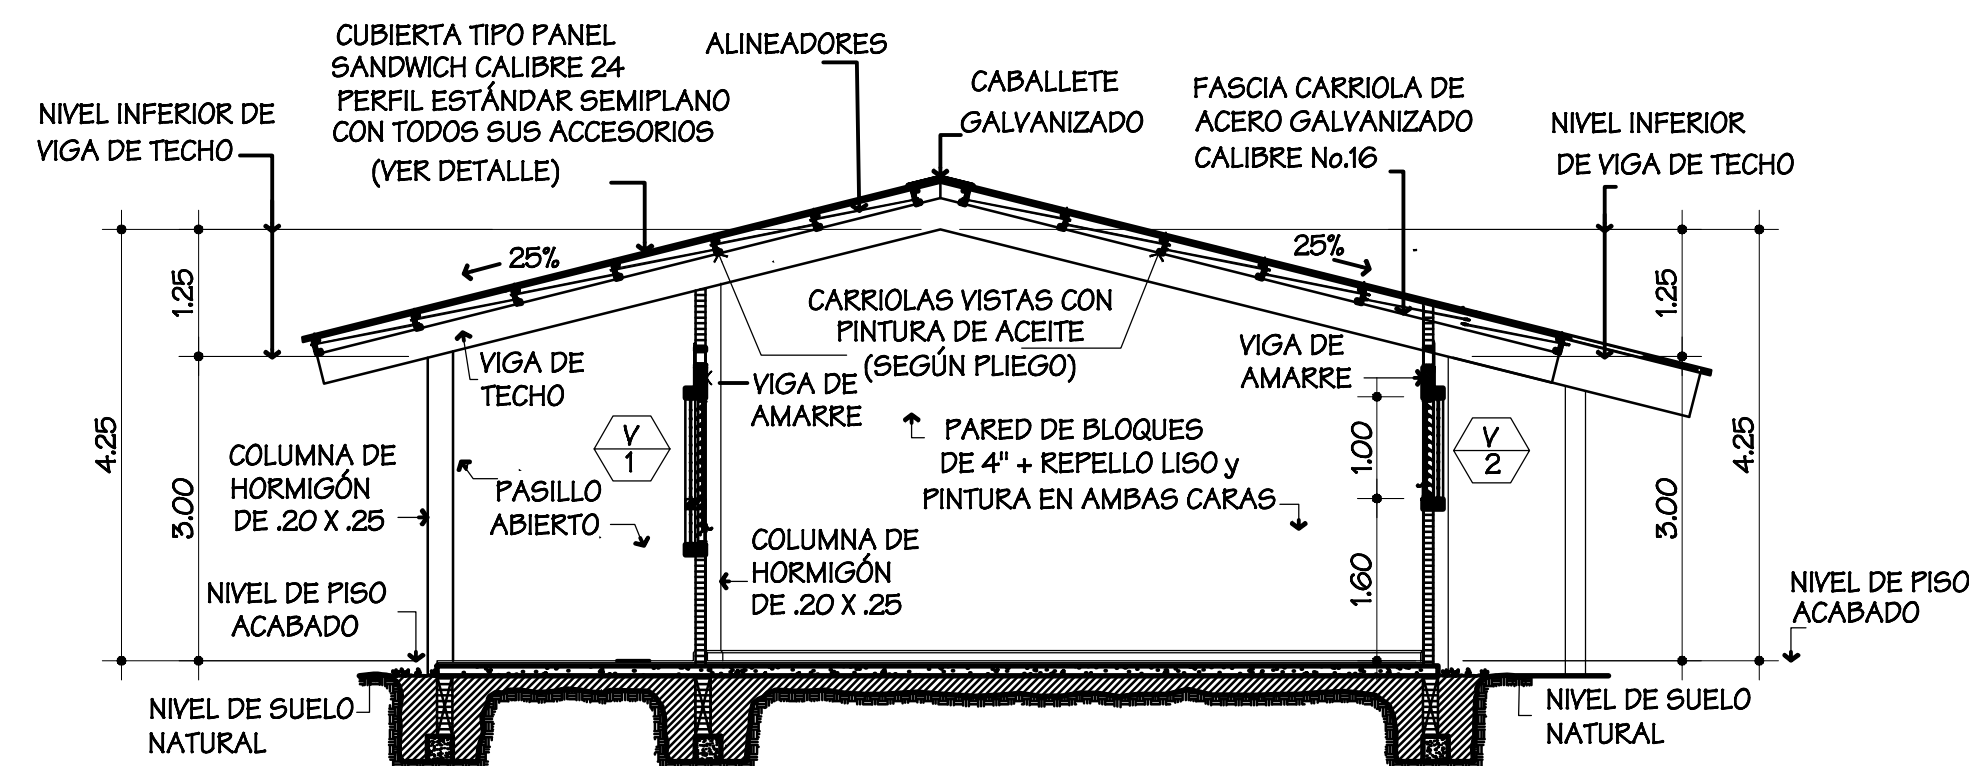 CUBIERTA TIPO PANEL
SANDWICH CALIBRE 24
PERFIL ESTÁNDAR SEMIPLANO
CON TODOS SUS ACCESORIOS
(VER DETALLE)
ALINEADORES
CABALLETE
GALVANIZADO
FASCIA CARRIOLA DE
ACERO GALVANIZADO
CALIBRE No.16
NIVEL INFERIOR DE
VIGA DE TECHO
NIVEL INFERIOR
DE VIGA DE TECHO
25%
25%
1.25
4.25
3.00
CARRIOLAS VISTAS CON
PINTURA DE ACEITE
(SEGÚN PLIEGO)
VIGA DE
TECHO
VIGA DE
AMARRE
VIGA DE
AMARRE
1.25
4.25
3.00
V
1
V
2
1.00
1.60
PARED DE BLOQUES
DE 4" + REPELLO LISO y
PINTURA EN AMBAS CARAS
COLUMNA DE
HORMIGÓN
DE .20 X .25
PASILLO
ABIERTO
COLUMNA DE
HORMIGÓN
DE .20 X .25
NIVEL DE PISO
ACABADO
NIVEL DE PISO
ACABADO
NIVEL DE SUELO
NATURAL
NIVEL DE SUELO
NATURAL